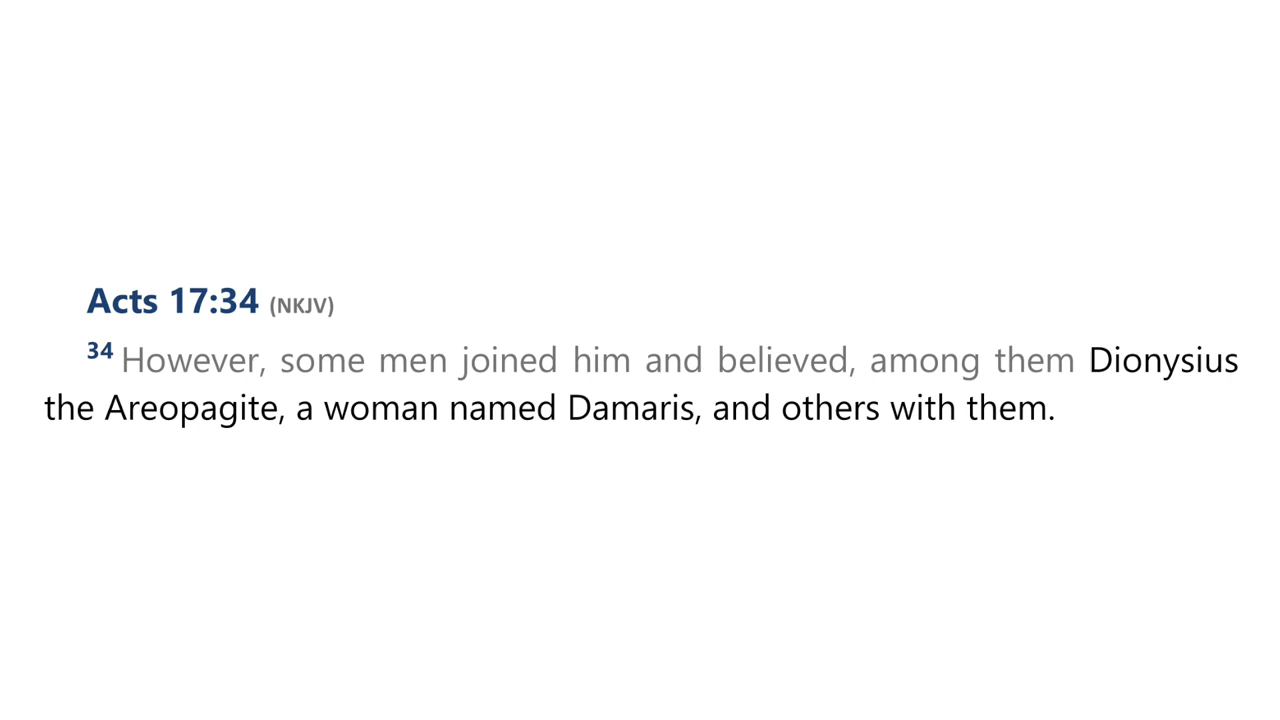 Acts 17:34 (NKJV)
34 However, some men joined him and believed, among them Dionysius
the Areopagite, a woman named Damaris, and others with them.